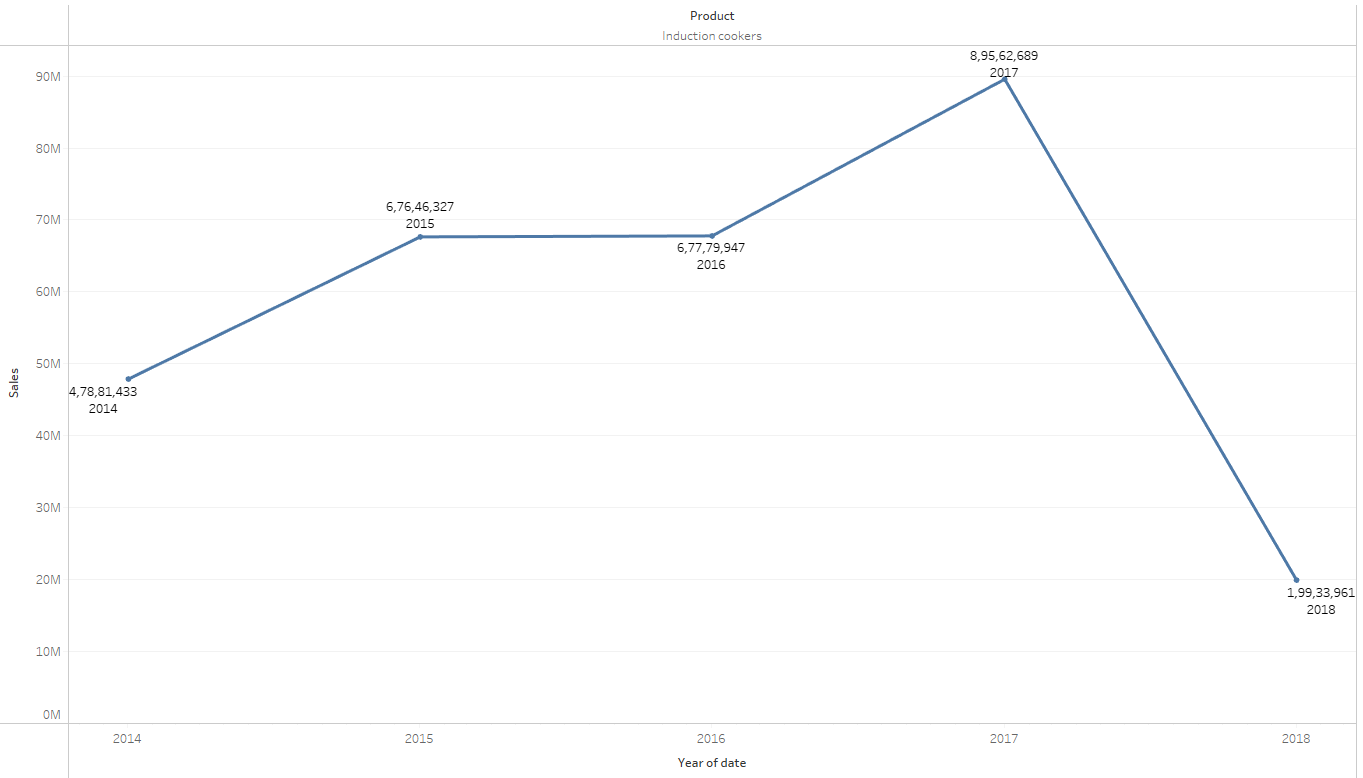 Product
Induction cookers
8,95,62,689
2017
90M
80M
6,76,46,327
2015
70M
6,77,79,947
2016
60M
50M
Sales
4,78,81,433
2014
40M
30M
20M
1,99,33,961
2018
10M
0M
2014 2015 2016 2017 2018
Year of date